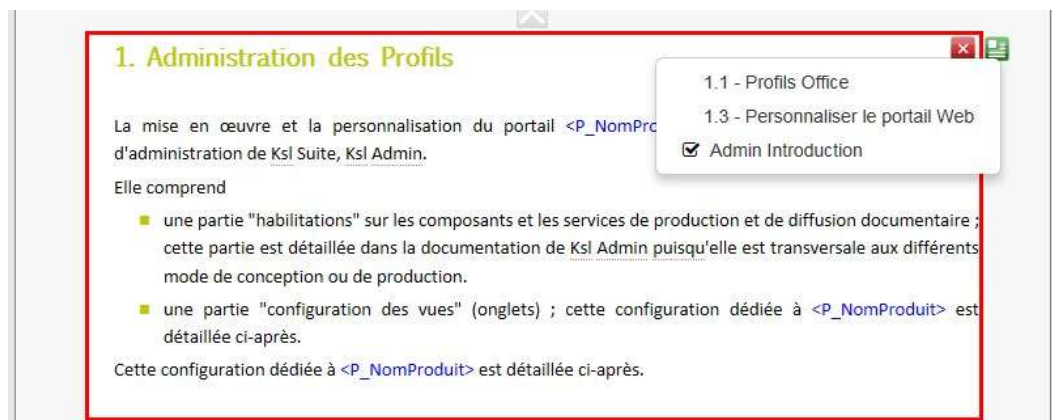 1. Administration des Profils
1.1 - Profils Office
1.3 - Personnaliser le portail Web
Admin Introduction
La mise en œuvre et la personnalisation du portail
d'administration de Ksl Suite, Ksl Admin.
Elle comprend
une partie "habilitations" sur les composants et les services de production et de diffusion documentaire ;
cette partie est détaillée dans la documentation de Ksl Admin puisqu'elle est transversale aux différents
mode de conception ou de production.
une partie "configuration des vues" (onglets) ; cette configuration dédiée à <P_NomProduit> est
détaillée ci-après.
Cette configuration dédiée à <P_NomProduit> est détaillée ci-après.